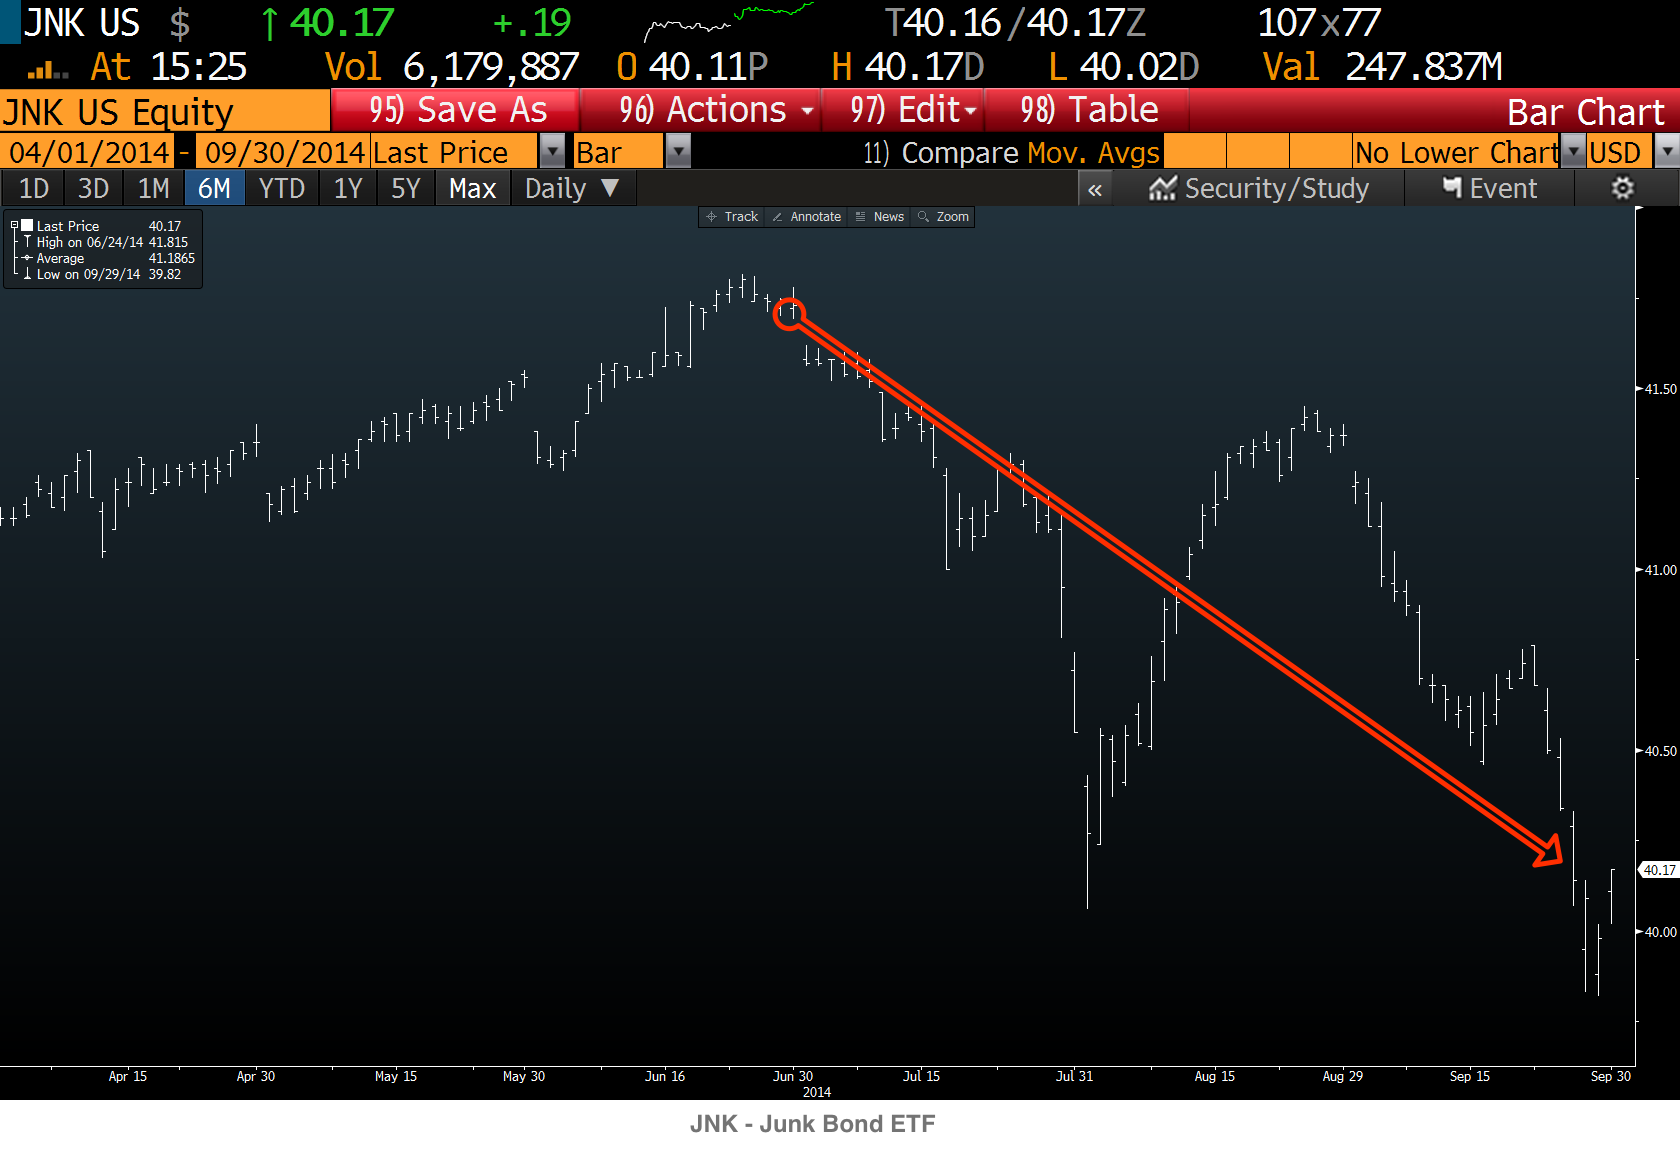 JNK US $ ↑ 40.17 +.19 T40.16/40.17Z 107x77
At 15:25 Vol 6,179,887 O 40.11P H 40.17D L 40.02D Val 247.837M
JNK US Equity 95) Save As 96) Actions 97) Edit 98) Table Bar Chart
04/01/2014 - 09/30/2014 Last Price Bar 11) Compare Mov. Avgs No Lower Chart USD
1D 3D 1M 6M YTD 1Y 5Y Max Daily ▼ « Security/Study Event
Track Annotate News Zoom
Last Price 40.17
High on 06/24/14 41.815
Average 41.1865
Low on 09/29/14 39.82
41.50
41.00
40.50
40.17
40.00
Apr 15 Apr 30 May 15 May 30 Jun 16 Jun 30 Jul 15 Jul 31 Aug 15 Aug 29 Sep 15 Sep 30
2014
JNK - Junk Bond ETF